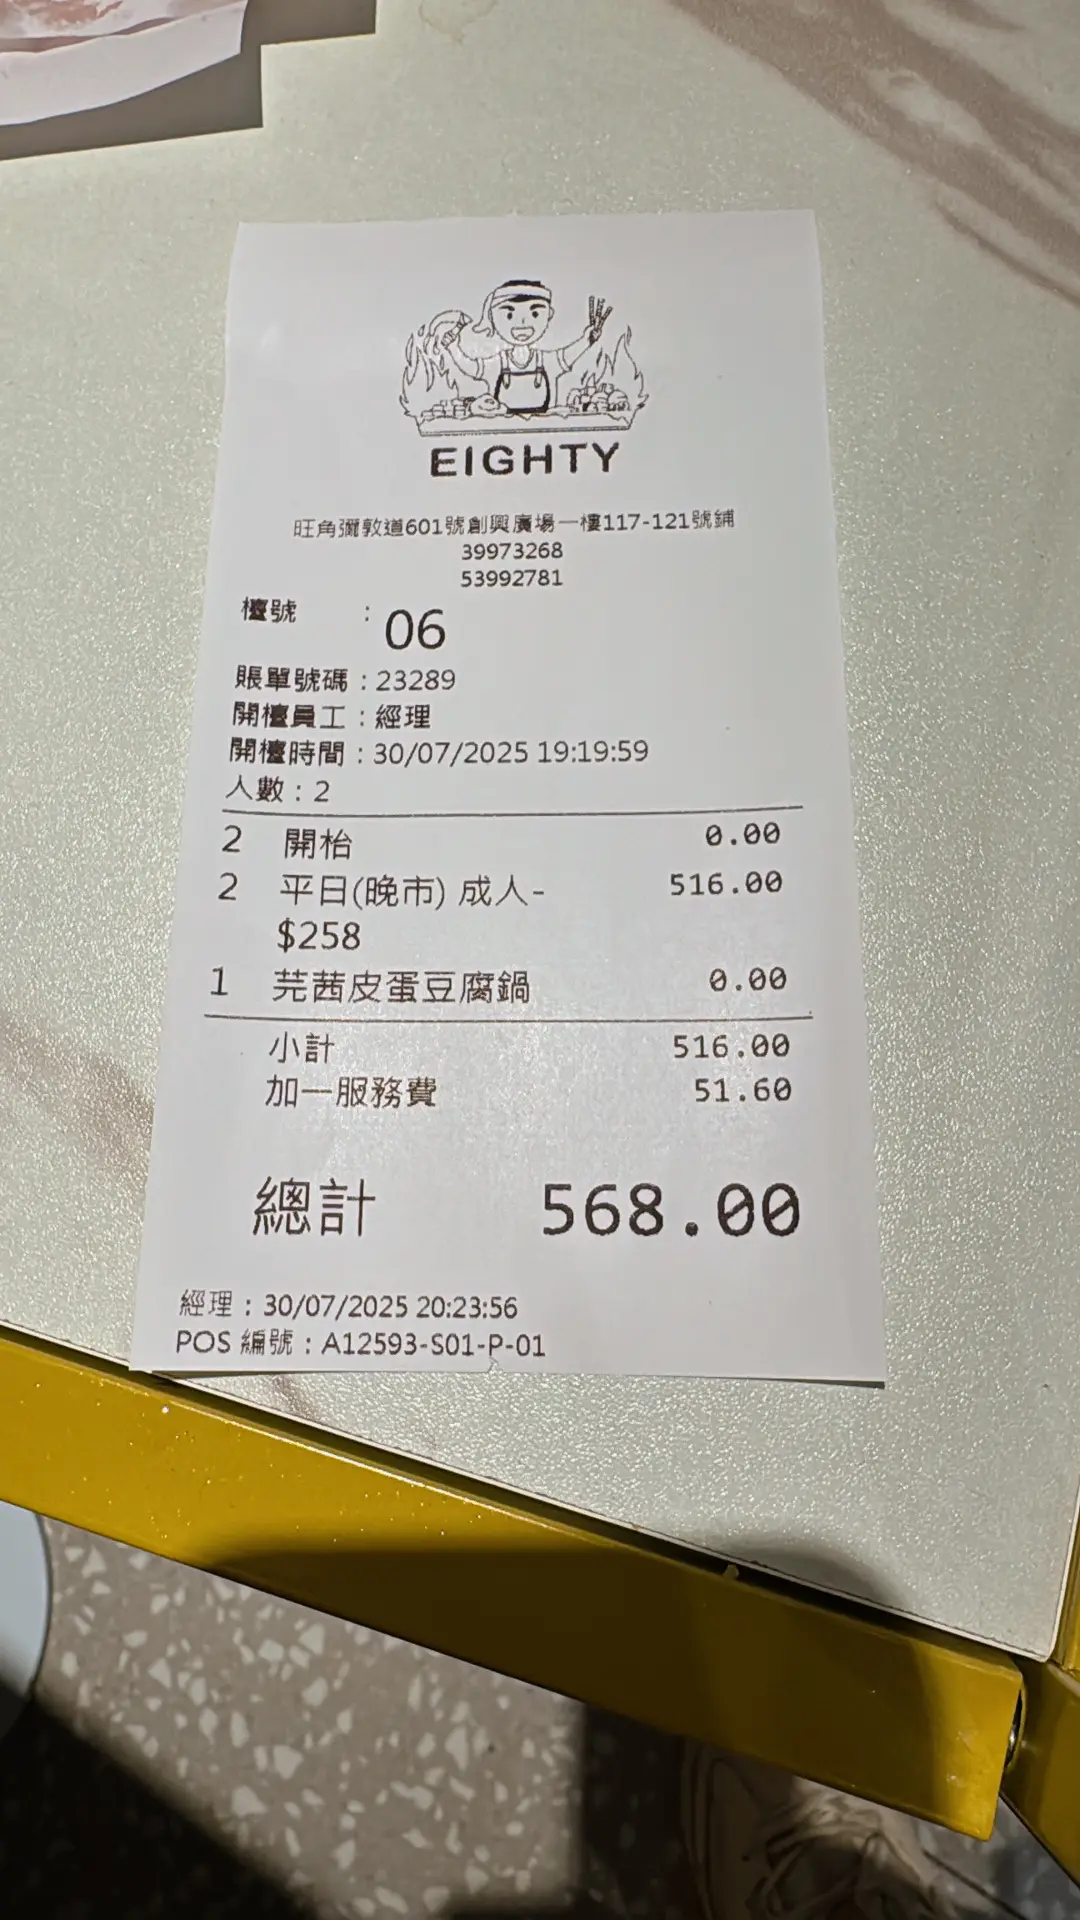 EIGHTY
旺角彌敦道601號創興廣場一樓117-121號鋪
39973268
53992781
檯號 : 06
賬單號碼 : 23289
開檯員工 : 經理
開檯時間 : 30/07/2025 19:19:59
人數 : 2
2 開枱 0.00
2 平日(晚市) 成人- 516.00
$258
1 芫茜皮蛋豆腐鍋 0.00
小計 516.00
加一服務費 51.60
總計 568.00
經理 : 30/07/2025 20:23:56
POS 編號 : A12593-S01-P-01